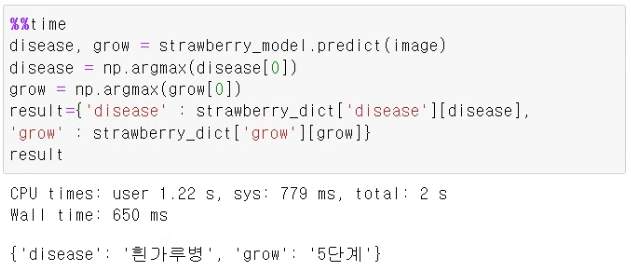 %%time
disease, grow = strawberry_model.predict(image)
disease = np.argmax(disease[0])
grow = np.argmax(grow[0])
result={'disease' : strawberry_dict['disease'][disease],
'grow' : strawberry_dict['grow'][grow]}
result
CPU times: user 1.22 s, sys: 779 ms, total: 2 s
Wall time: 650 ms
{'disease': '흰가루병', 'grow': '5단계'}